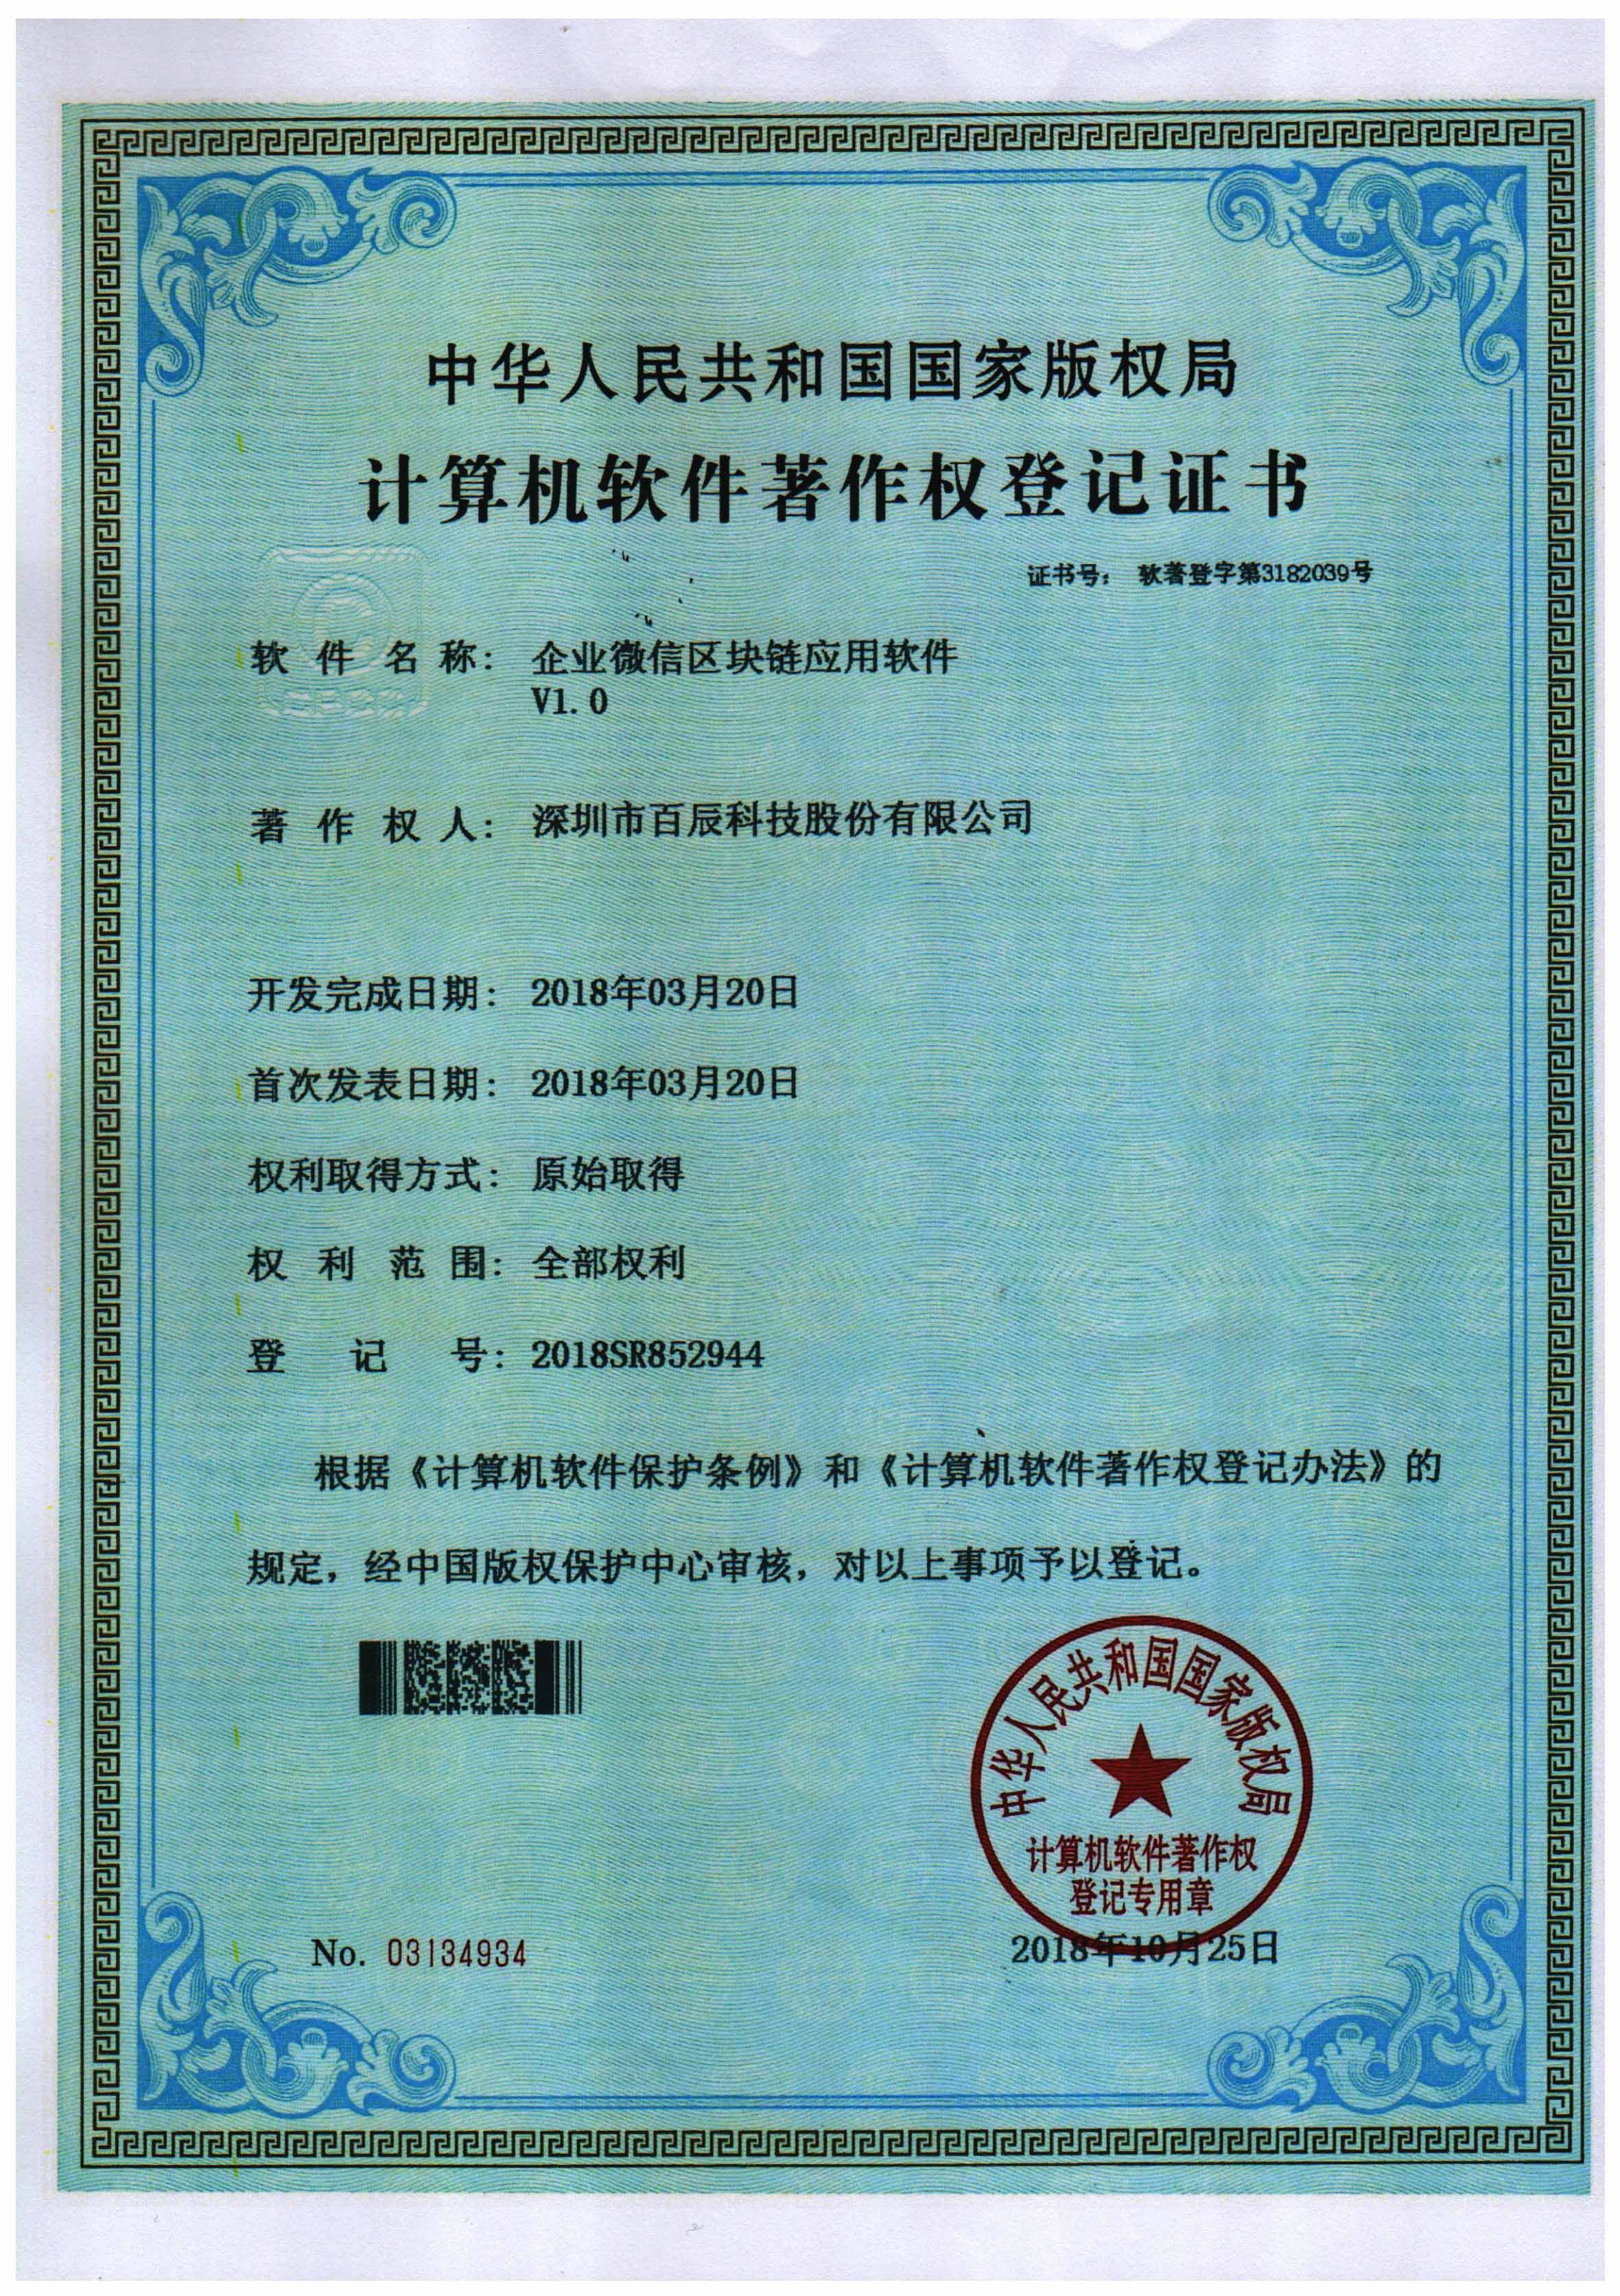 中华人民共和国国家版权局
计算机软件著作权登记证书
证书号： 软著登字第3182039号
软件名称： 企业微信区块链应用软件
V1.0
著作权人： 深圳市百辰科技股份有限公司
开发完成日期： 2018年03月20日
首次发表日期： 2018年03月20日
权利取得方式： 原始取得
权利范围： 全部权利
登记号： 2018SR852944
根据《计算机软件保护条例》和《计算机软件著作权登记办法》的
规定，经中国版权保护中心审核，对以上事项予以登记。
中华人民共和国国家版权局
计算机软件著作权
登记专用章
No. 03134934
2018年10月25日